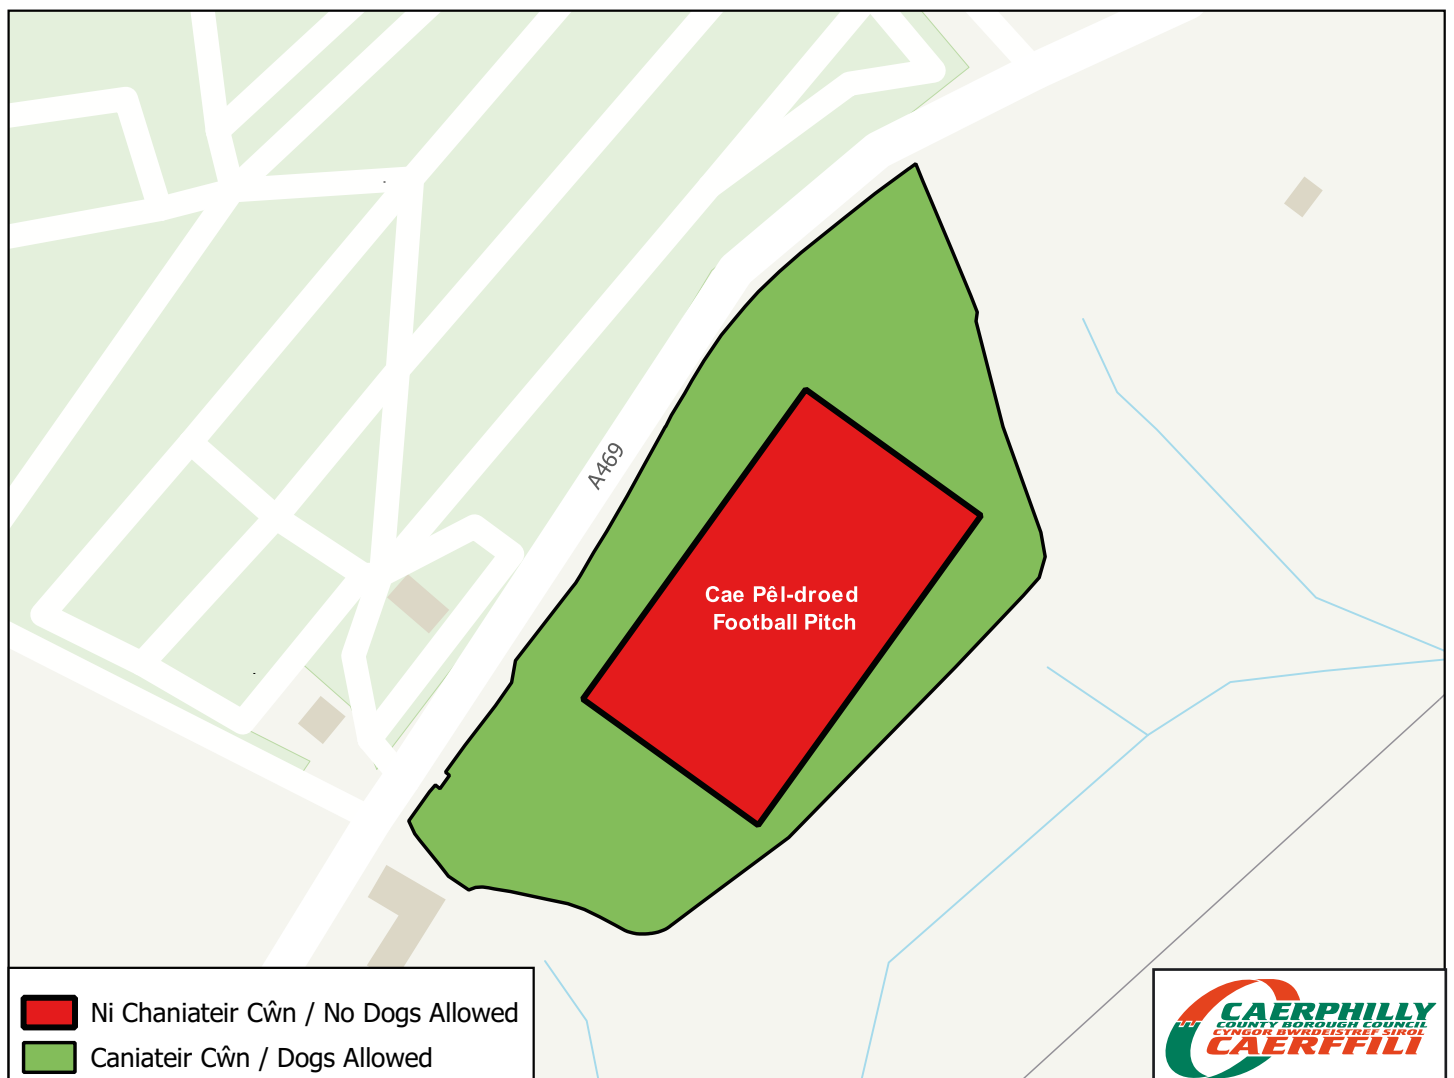 A469
Cae Pêl-droed
Football Pitch
Ni Chaniateir Cŵn / No Dogs Allowed
Caniateir Cŵn / Dogs Allowed
CAERPHILLY
COUNTY BOROUGH COUNCIL
CYNGOR BWRDEISTREF SIROL
CAERFFILI